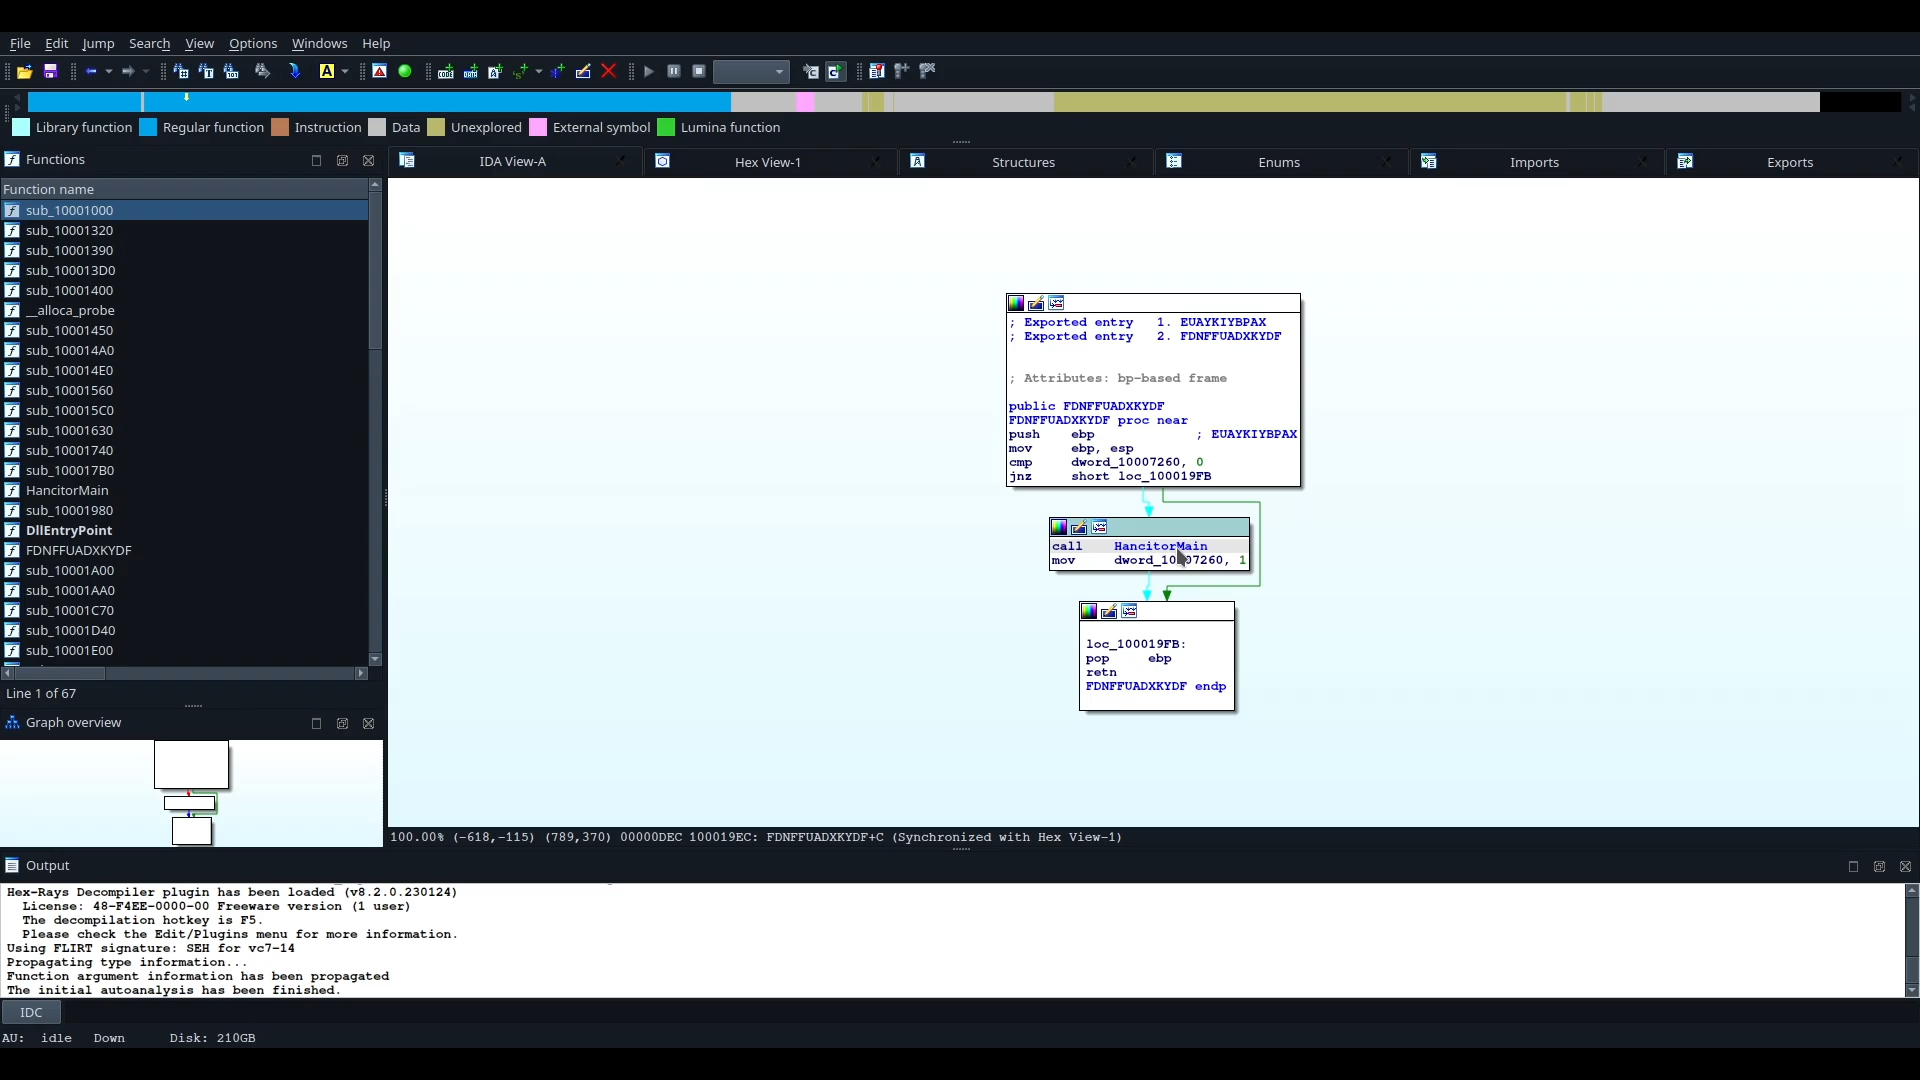 File Edit Jump Search View Options Windows Help
Library function Regular function Instruction Data Unexplored External symbol Lumina function
Functions
Function name
sub_10001000
sub_10001320
sub_10001390
sub_100013D0
sub_10001400
__alloca_probe
sub_10001450
sub_100014A0
sub_100014E0
sub_10001560
sub_100015C0
sub_10001630
sub_10001740
sub_100017B0
HancitorMain
sub_10001980
DllEntryPoint
FDNFFUADXKYDF
sub_10001A00
sub_10001AA0
sub_10001C70
sub_10001D40
sub_10001E00
Line 1 of 67
Graph overview
IDA View-A Hex View-1 Structures Enums Imports Exports
; Exported entry 1. EUAYKIYBPAX
; Exported entry 2. FDNFFUADXKYDF
; Attributes: bp-based frame
public FDNFFUADXKYDF
FDNFFUADXKYDF proc near
push ebp ; EUAYKIYBPAX
mov ebp, esp
cmp dword_10007260, 0
jnz short loc_100019FB
call HancitorMain
mov dword_10007260, 1
loc_100019FB:
pop ebp
retn
FDNFFUADXKYDF endp
100.00% (-618,-115) (789,370) 00000DEC 100019EC: FDNFFUADXKYDF+C (Synchronized with Hex View-1)
Output
Hex-Rays Decompiler plugin has been loaded (v8.2.0.230124)
License: 48-F4EE-0000-00 Freeware version (1 user)
The decompilation hotkey is F5.
Please check the Edit/Plugins menu for more information.
Using FLIRT signature: SEH for vc7-14
Propagating type information...
Function argument information has been propagated
The initial autoanalysis has been finished.
IDC
AU: idle Down Disk: 210GB